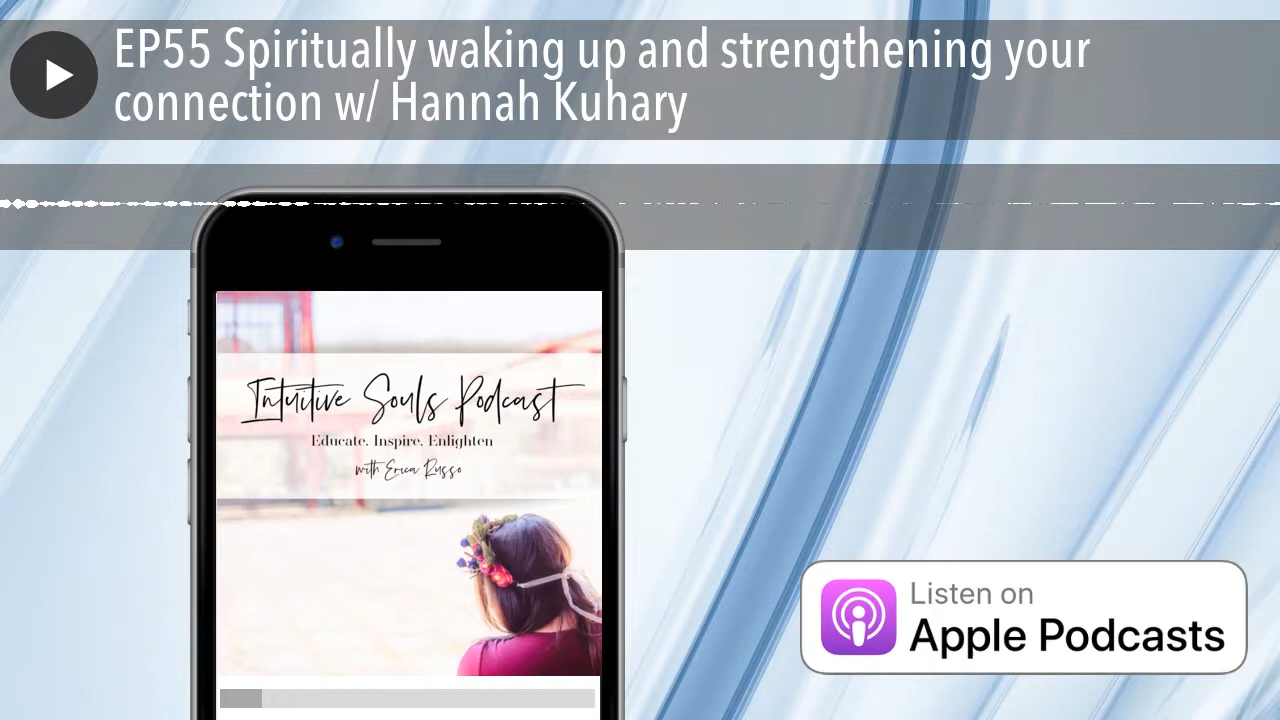 EP55 Spiritually waking up and strengthening your
connection w/ Hannah Kuhary
Intuitive Souls Podcast
Educate. Inspire. Enlighten
with Erica Russo
Listen on
Apple Podcasts